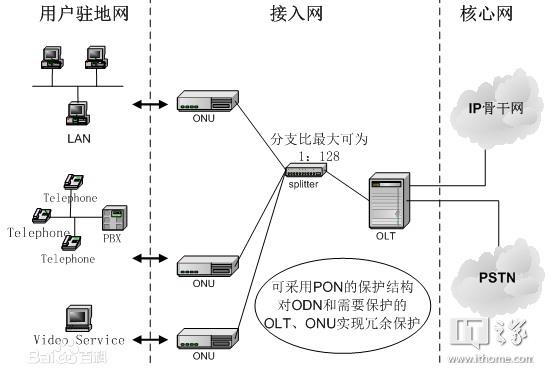 用户驻地网
接入网
核心网
LAN
ONU
分支比最大可为
1：128
splitter
IP骨干网
Telephone
Telephone
Telephone
PBX
ONU
OLT
PSTN
可采用PON的保护结构
对ODN和需要保护的
OLT、ONU实现冗余保护
Video Service
ONU
Bai百科
IT之家
www.ithome.com